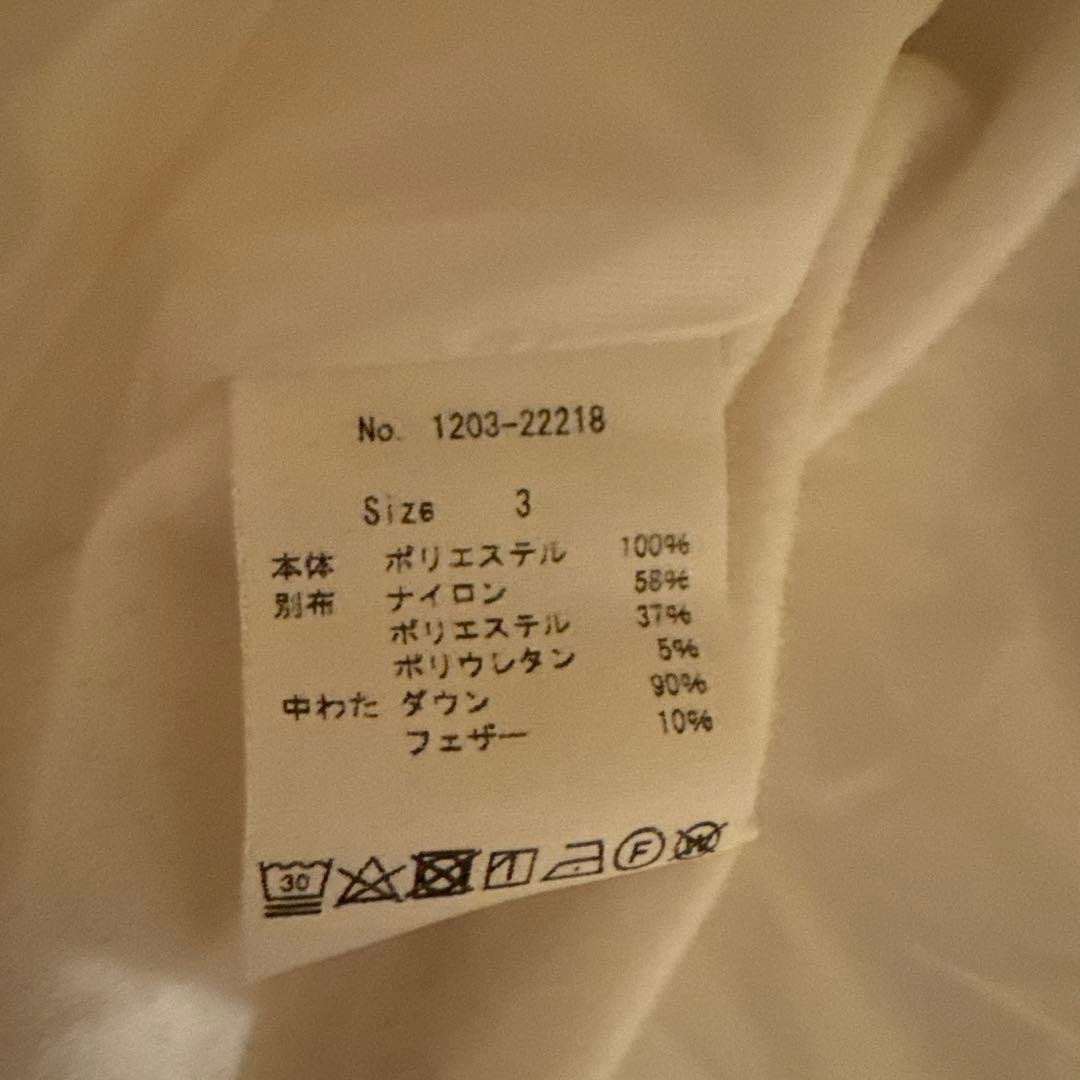 No. 1203-22218
Size 3
本体 ポリエステル 100%
別布 ナイロン 58%
ポリエステル 37%
ポリウレタン 5%
中わた ダウン 90%
フェザー 10%
30 F W